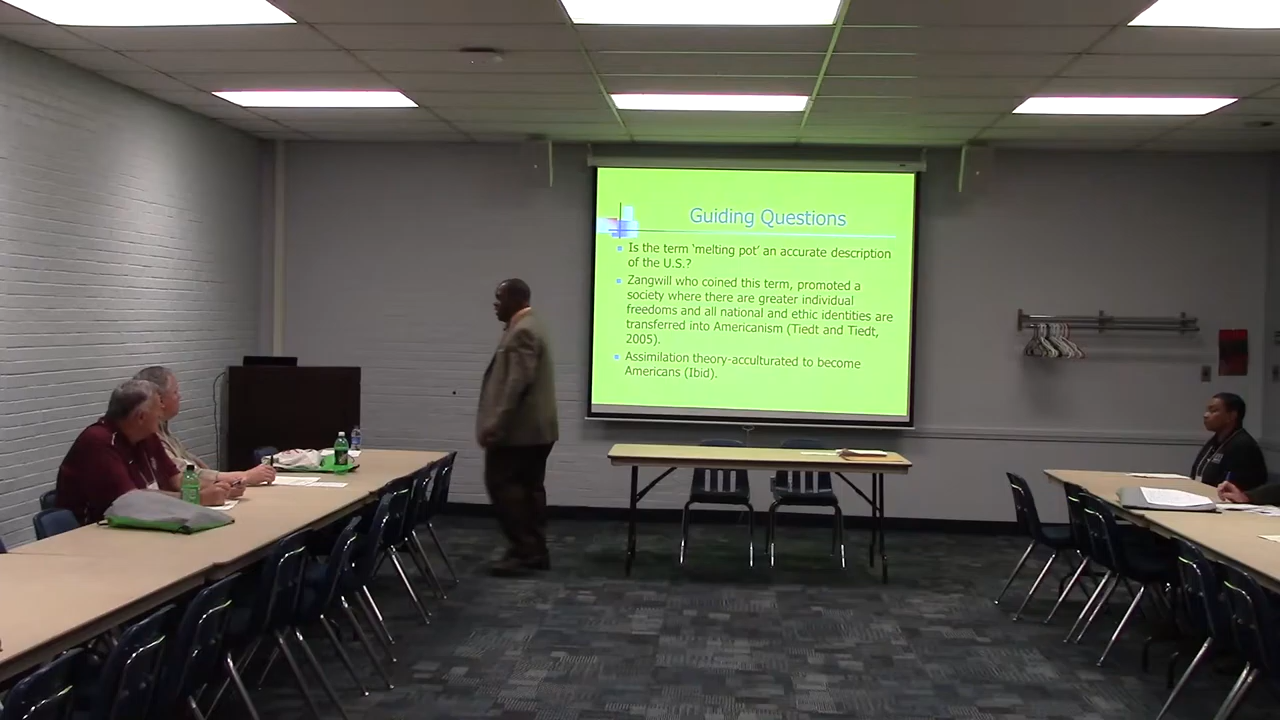 Guiding Questions
Is the term ‘melting pot’ an accurate description
of the U.S.?
Zangwill who coined this term, promoted a
society where there are greater individual
freedoms and all national and ethic identities are
transferred into Americanism (Tiedt and Tiedt,
2005).
Assimilation theory-acculturated to become
Americans (Ibid).